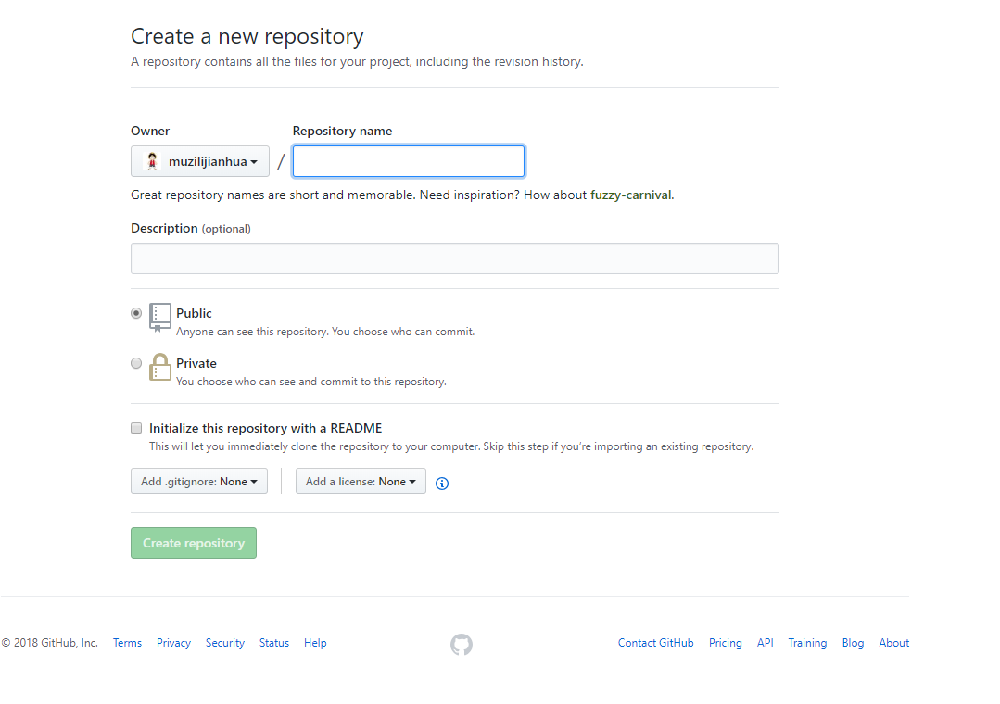 Create a new repository
A repository contains all the files for your project, including the revision history.
Owner
Repository name
muzilijianhua
/
Great repository names are short and memorable. Need inspiration? How about fuzzy-carnival.
Description (optional)
Public
Anyone can see this repository. You choose who can commit.
Private
You choose who can see and commit to this repository.
Initialize this repository with a README
This will let you immediately clone the repository to your computer. Skip this step if you’re importing an existing repository.
Add .gitignore: None
Add a license: None
Create repository
© 2018 GitHub, Inc. Terms Privacy Security Status Help Contact GitHub Pricing API Training Blog About